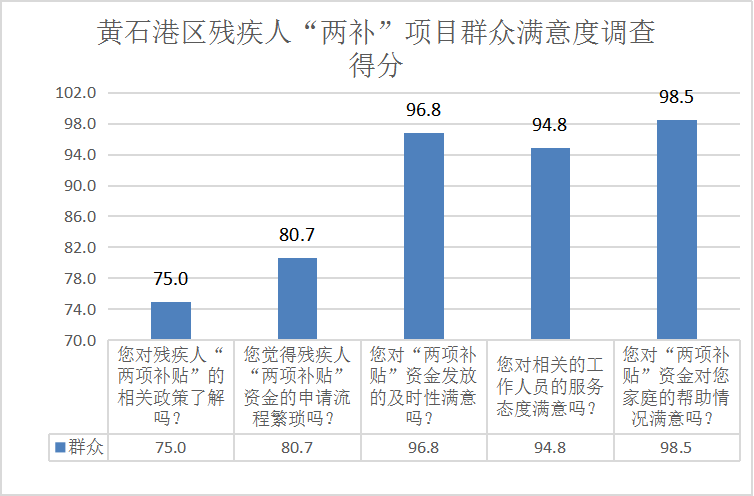 黄石港区残疾人“两补”项目群众满意度调查
得分
102.0
98.0
94.0
90.0
86.0
82.0
78.0
74.0
70.0
75.0
80.7
96.8
94.8
98.5
您对残疾人“
两项补贴”的
相关政策了解
吗？
您觉得残疾人
“两项补贴”
资金的申请流
程繁琐吗？
您对“两项补
贴”资金发放
的及时性满意
吗？
您对相关的工
作人员的服务
态度满意吗？
您对“两项补
贴”资金对您
家庭的帮助情
况满意吗？
群众 75.0 80.7 96.8 94.8 98.5